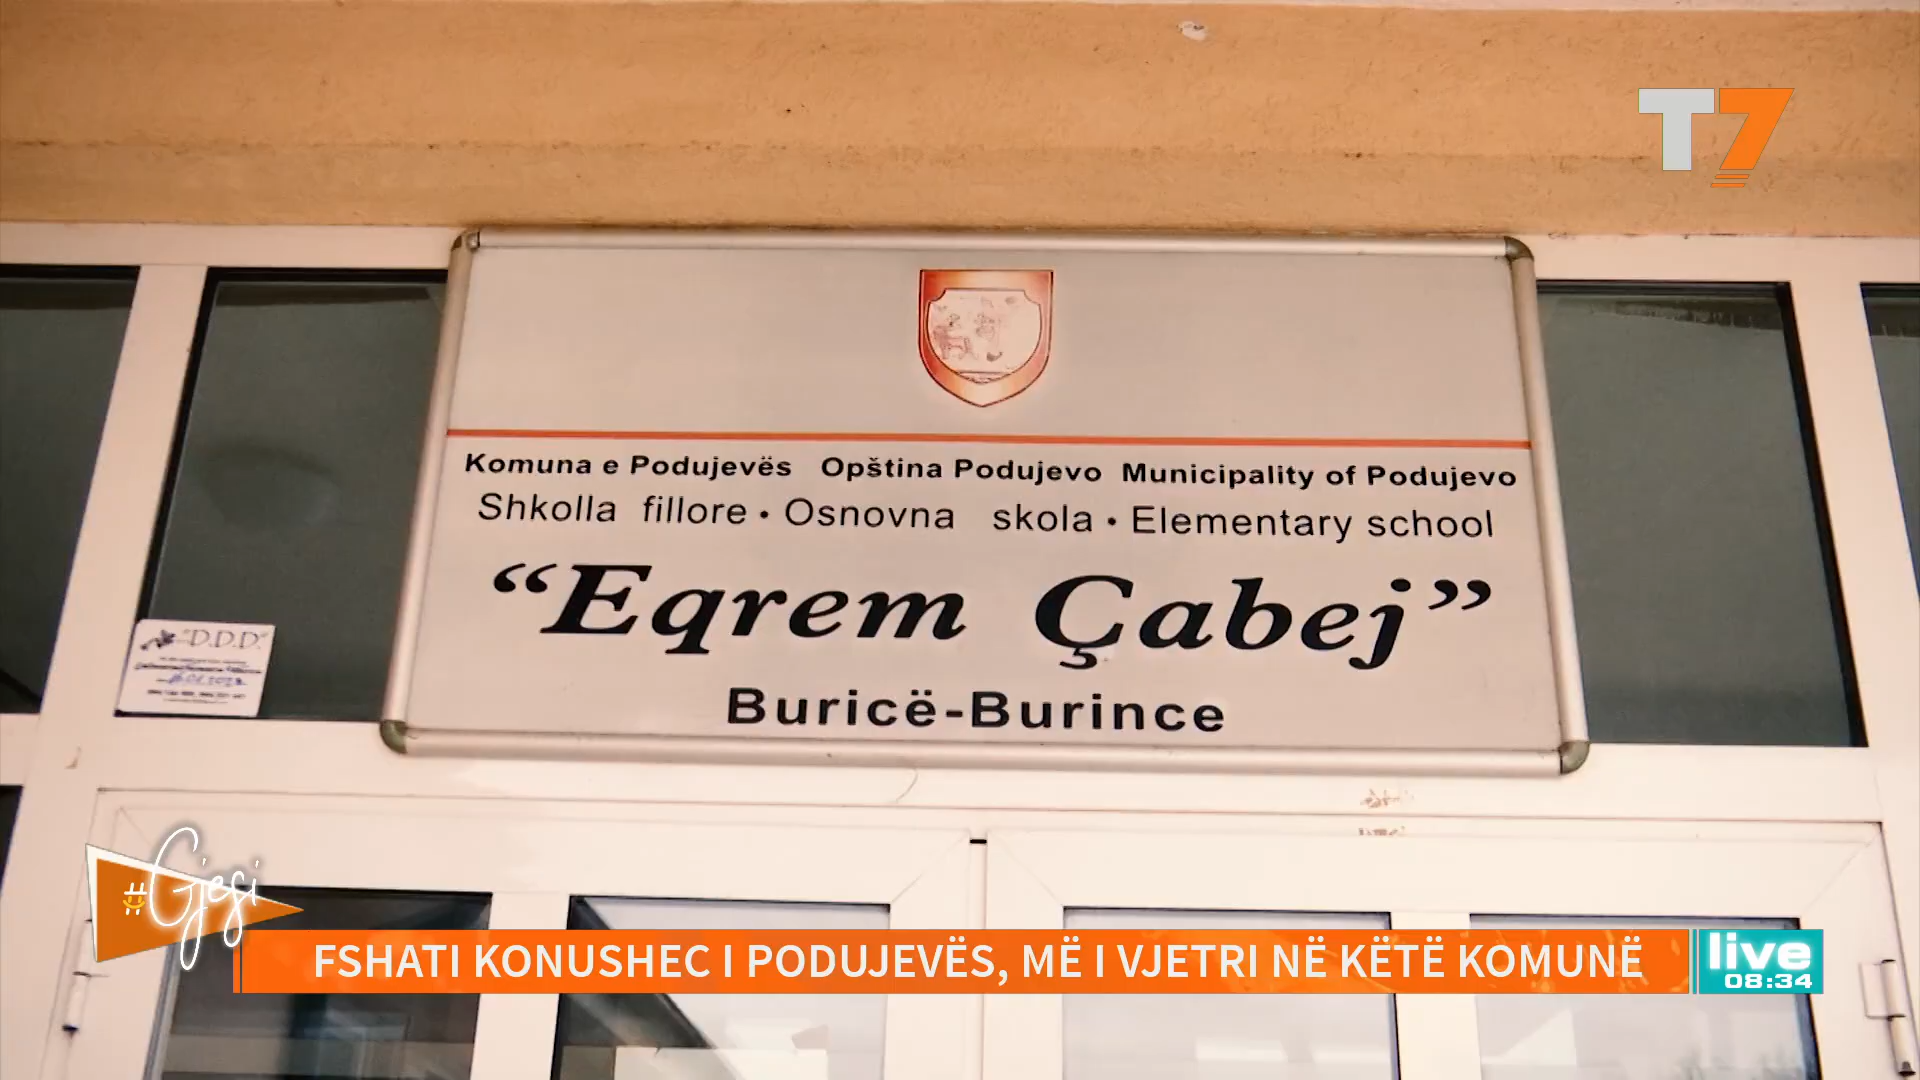 T7
Komuna e Podujevës Opština Podujevo Municipality of Podujevo
Shkolla fillore • Osnovna skola • Elementary school
“Eqrem Çabej”
Buricë-Burince
"D.D.D"
#Gjesi
FSHATI KONUSHEC I PODUJEVËS, MË I VJETRI NË KËTË KOMUNË
live
08:34